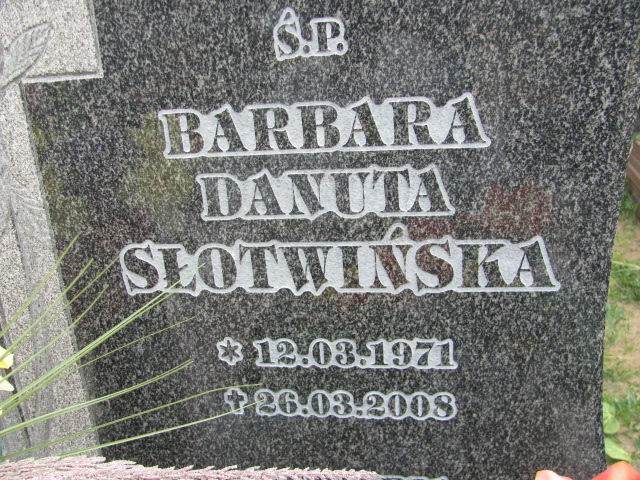 Ś.P.
BARBARA
DANUTA
SŁOTWIŃSKA
* 12.03.1971
✝ 26.03.2008